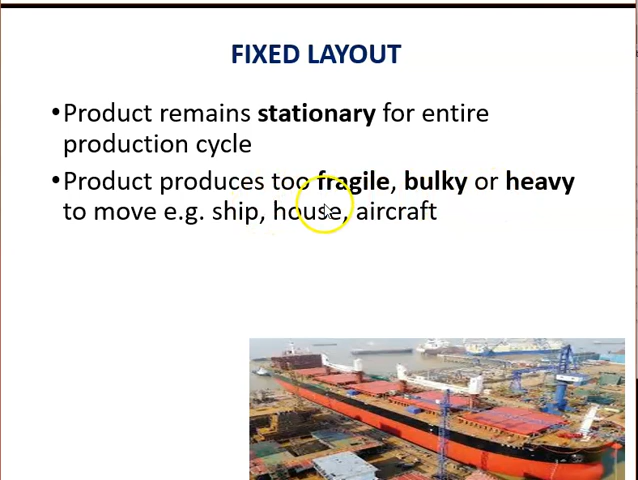 FIXED LAYOUT
•Product remains stationary for entire
production cycle
•Product produces too fragile, bulky or heavy
to move e.g. ship, house, aircraft